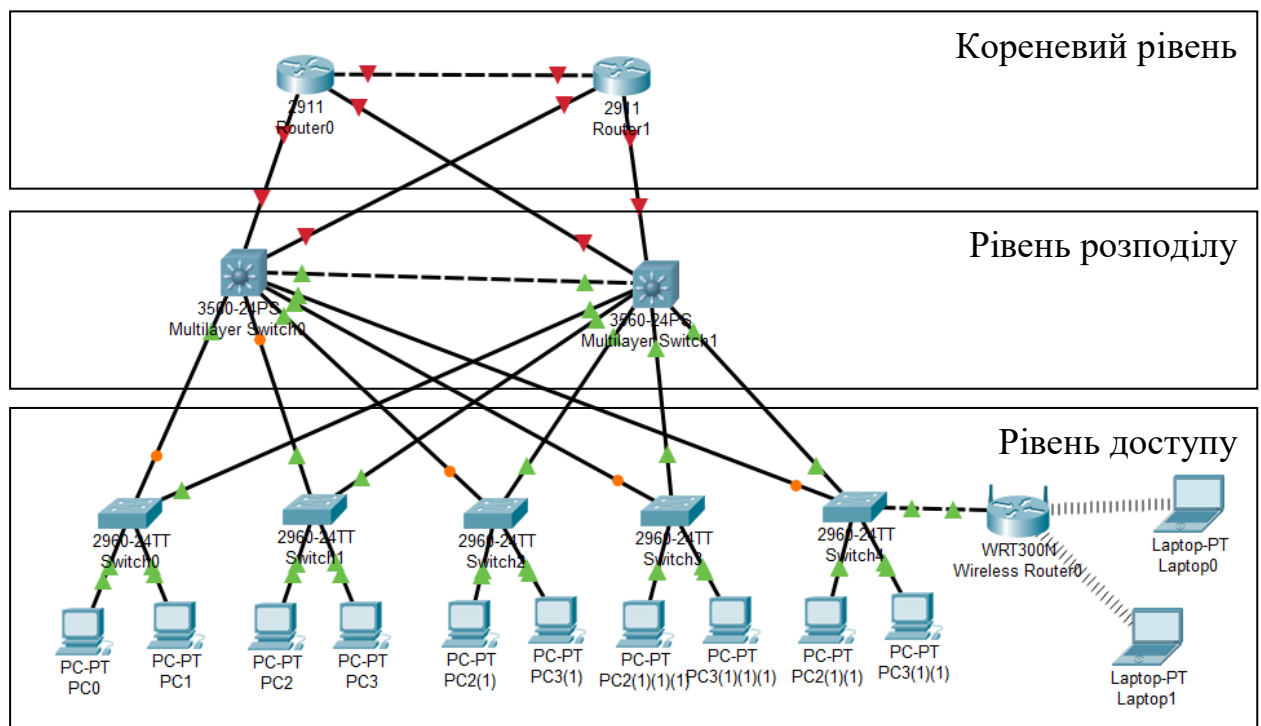 Кореневий рівень
2911
Router0
2911
Router1
Рівень розподілу
3560-24PS
Multilayer Switch0
3560-24PS
Multilayer Switch1
Рівень доступу
2960-24TT
Switch0
2960-24TT
Switch1
2960-24TT
Switch2
2960-24TT
Switch3
2960-24TT
Switch4
WRT300N
Wireless Router0
Laptop-PT
Laptop0
PC-PT
PC0
PC-PT
PC1
PC-PT
PC2
PC-PT
PC3
PC-PT
PC2(1)
PC-PT
PC3(1)
PC-PT
PC2(1)(1)(1)
PC-PT
PC3(1)(1)(1)
PC-PT
PC2(1)(1)
PC-PT
PC3(1)(1)
Laptop-PT
Laptop1